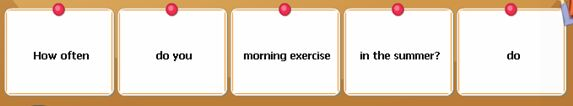 How often
do you
morning exercise
in the summer?
do